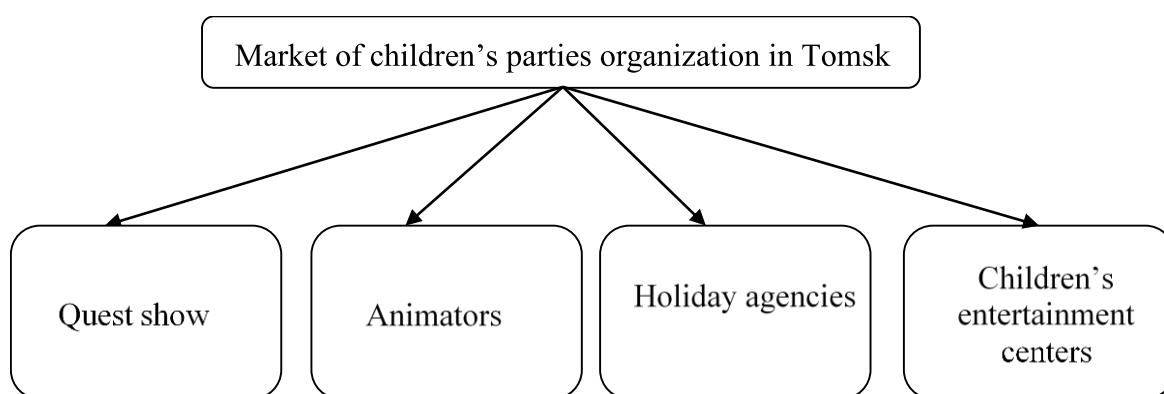 Market of children’s parties organization in Tomsk
Quest show
Animators
Holiday agencies
Children’s
entertainment
centers